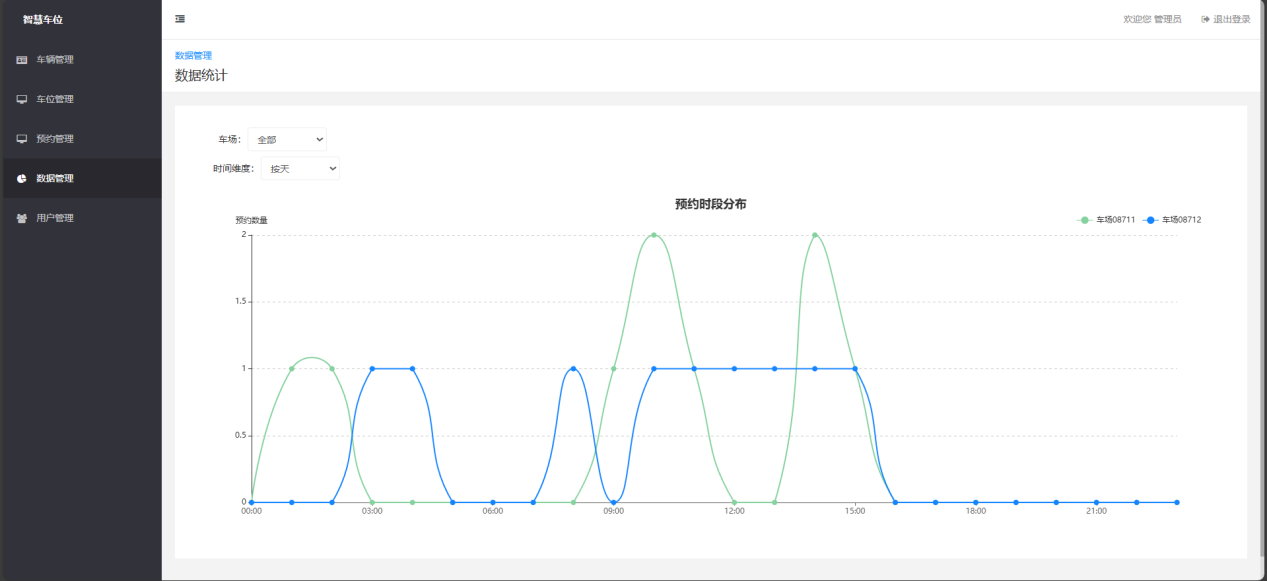 智慧车位
欢迎您 管理员 退出登录
车辆管理
车位管理
预约管理
数据管理
用户管理
数据管理
数据统计
车场： 全部
时间维度： 按天
预约时段分布
预约数量
车场08711 车场08712
2
1.5
1
0.5
0
00:00 03:00 06:00 09:00 12:00 15:00 18:00 21:00